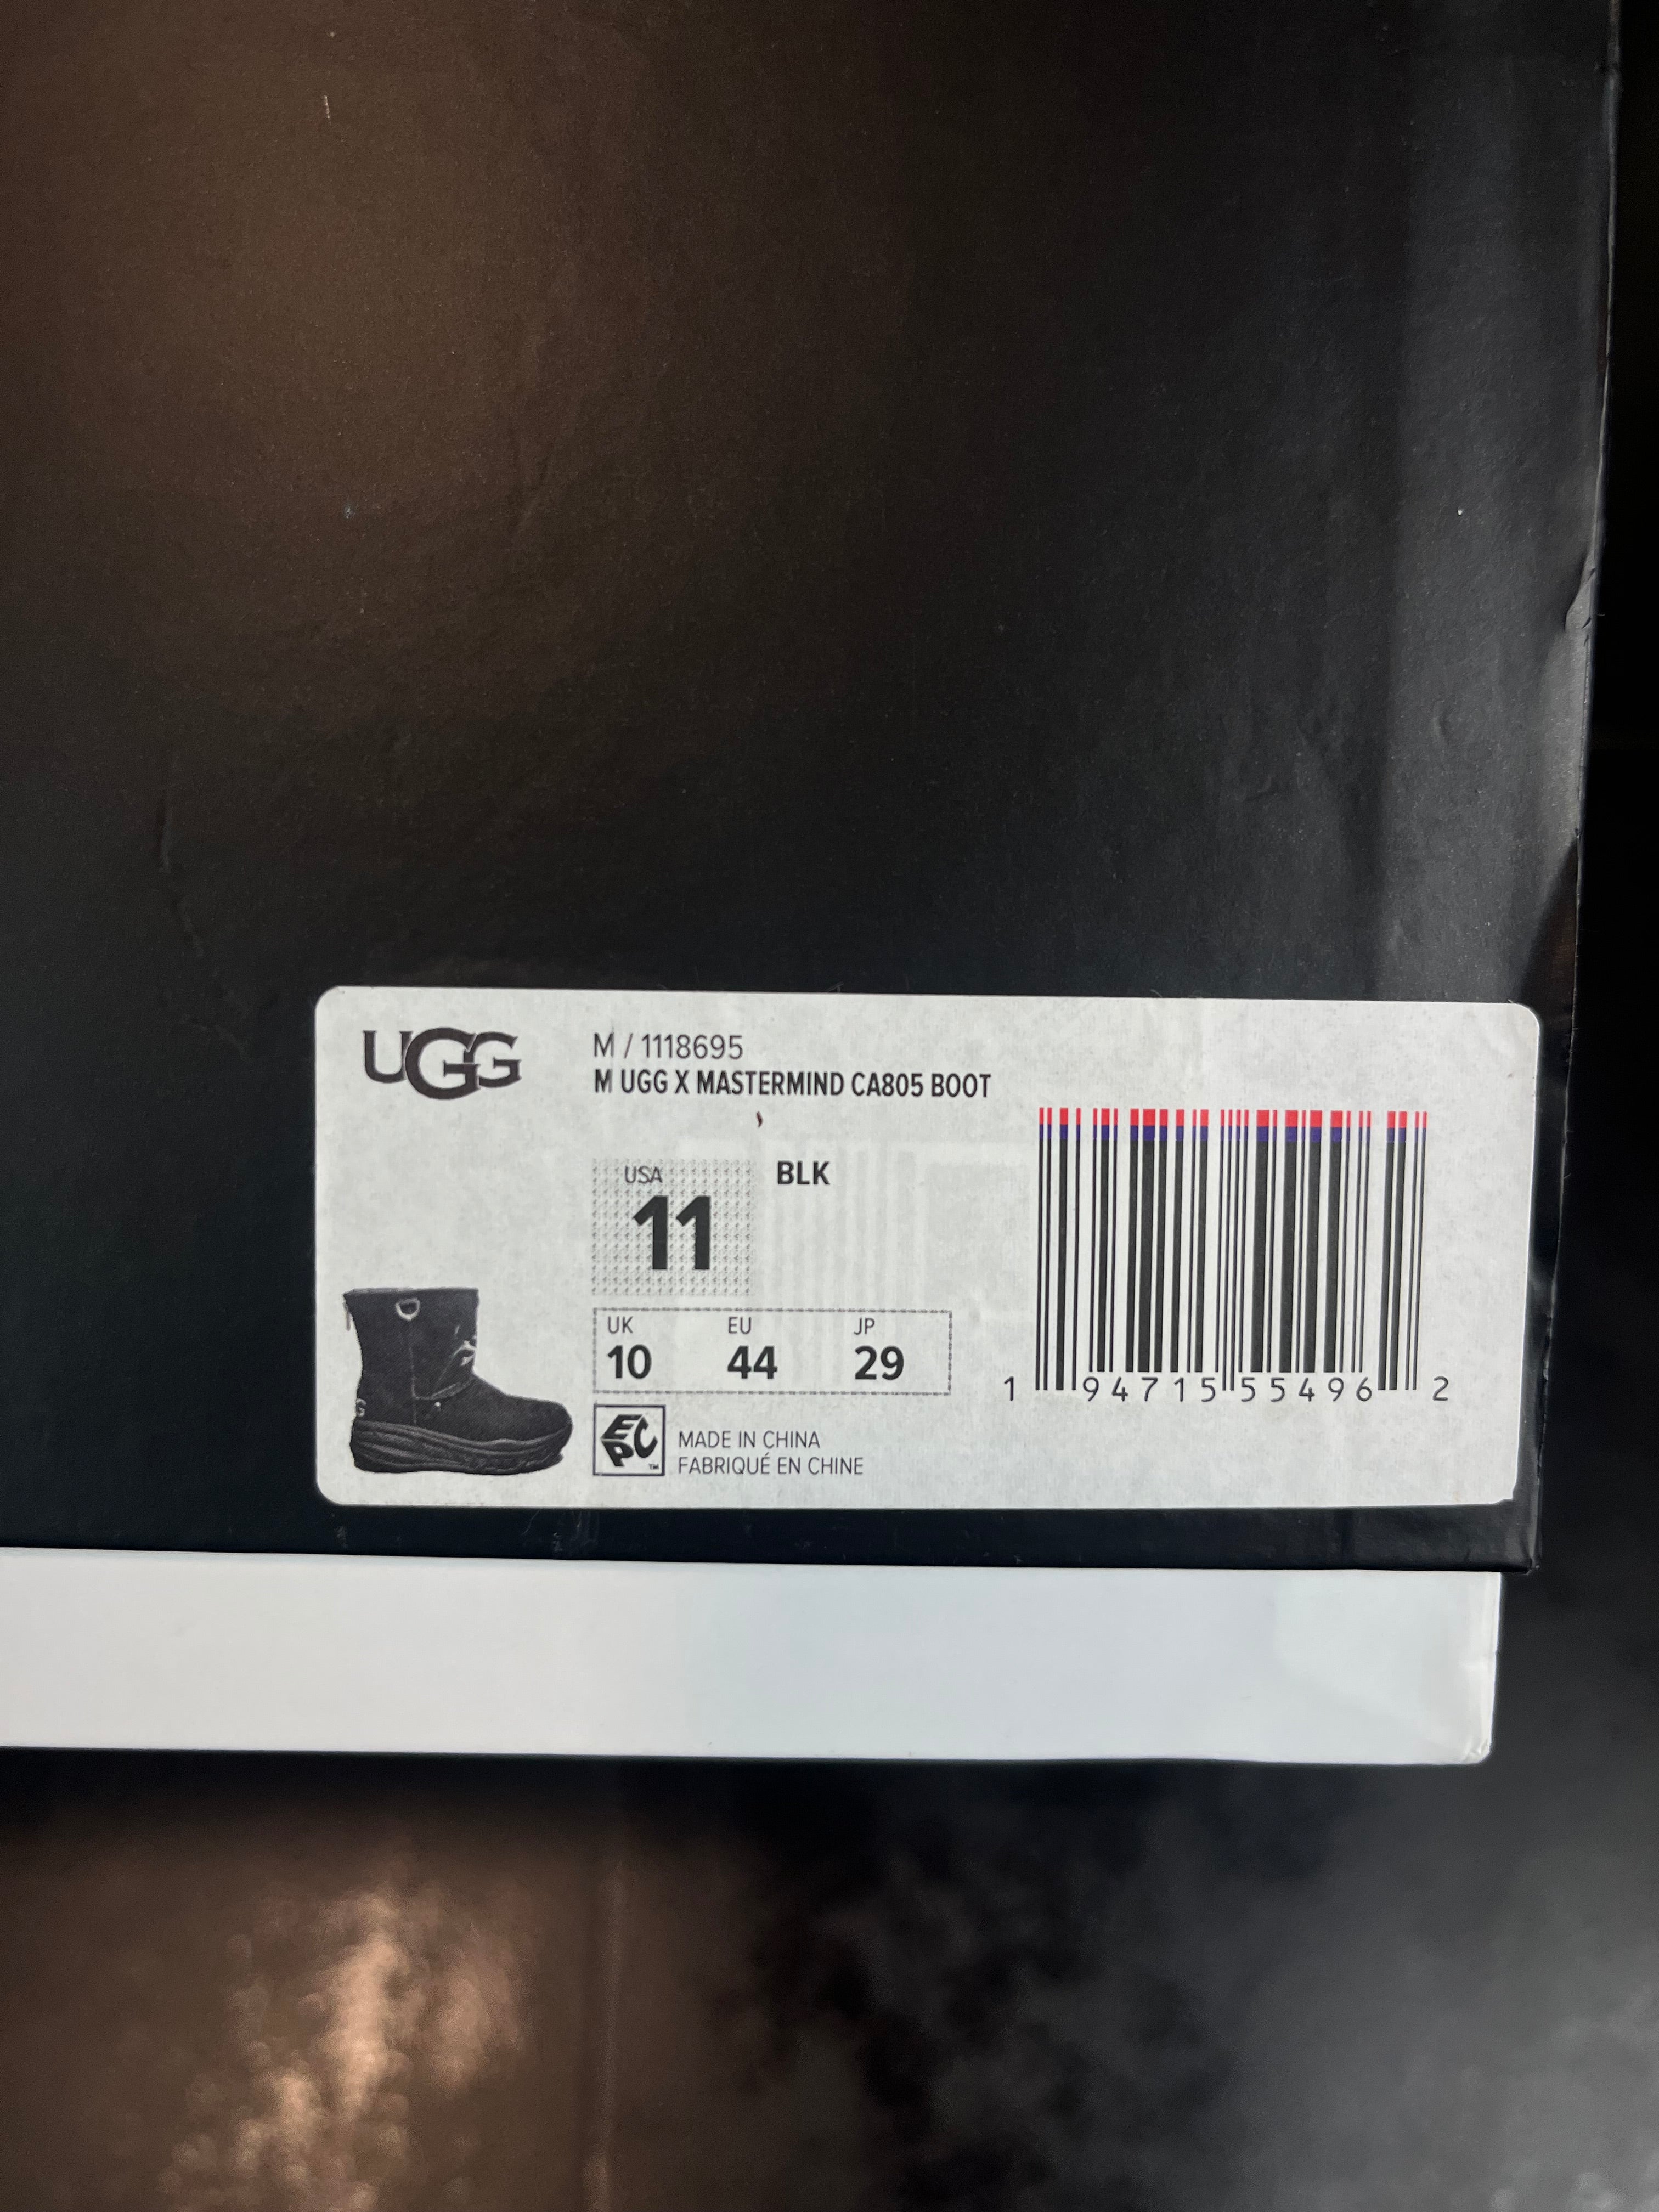 UGG
M / 1118695
M UGG X MASTERMIND CA805 BOOT
USA
11
BLK
UK EU JP
10 44 29
EPC™
MADE IN CHINA
FABRIQUÉ EN CHINE
1 94715 55496 2
G